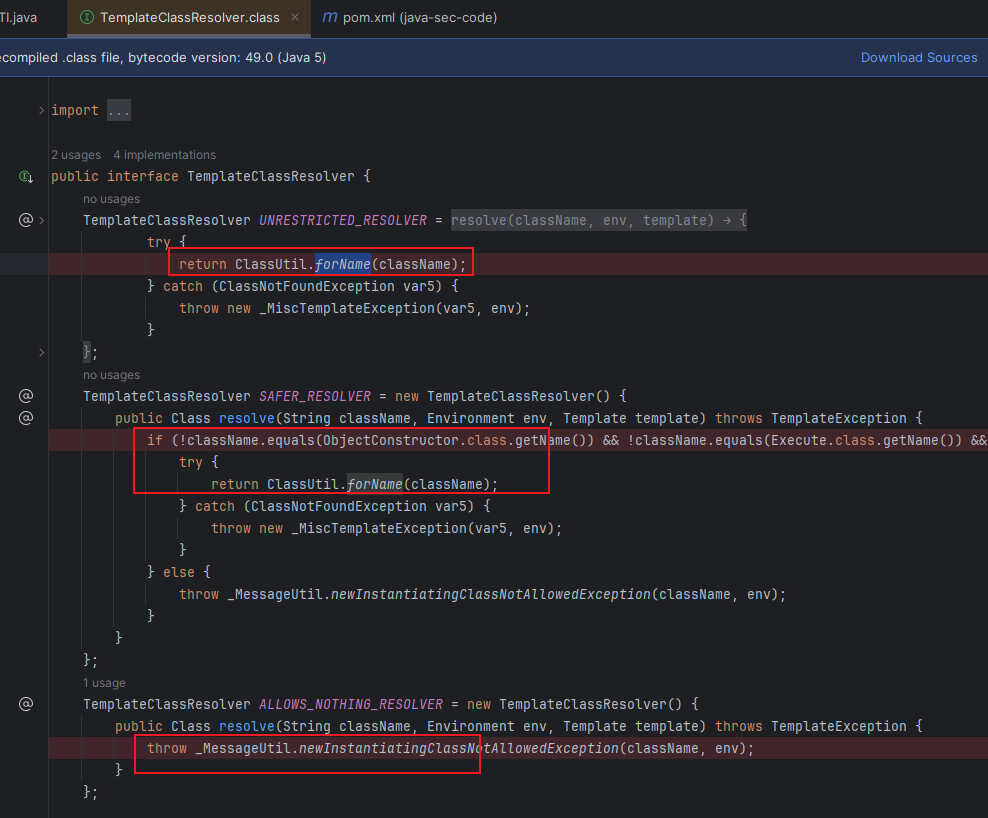 TI.java
TemplateClassResolver.class × m pom.xml (java-sec-code)
ecompiled .class file, bytecode version: 49.0 (Java 5) Download Sources
import ...
2 usages 4 implementations
public interface TemplateClassResolver {
no usages
TemplateClassResolver UNRESTRICTED_RESOLVER = resolve(className, env, template) → {
try {
return ClassUtil.forName(className);
} catch (ClassNotFoundException var5) {
throw new _MiscTemplateException(var5, env);
}
};
no usages
TemplateClassResolver SAFER_RESOLVER = new TemplateClassResolver() {
public Class resolve(String className, Environment env, Template template) throws TemplateException {
if (!className.equals(ObjectConstructor.class.getName()) && !className.equals(Execute.class.getName()) &&
try {
return ClassUtil.forName(className);
} catch (ClassNotFoundException var5) {
throw new _MiscTemplateException(var5, env);
}
} else {
throw _MessageUtil.newInstantiatingClassNotAllowedException(className, env);
}
}
};
1 usage
TemplateClassResolver ALLOWS_NOTHING_RESOLVER = new TemplateClassResolver() {
public Class resolve(String className, Environment env, Template template) throws TemplateException {
throw _MessageUtil.newInstantiatingClassNotAllowedException(className, env);
}
};